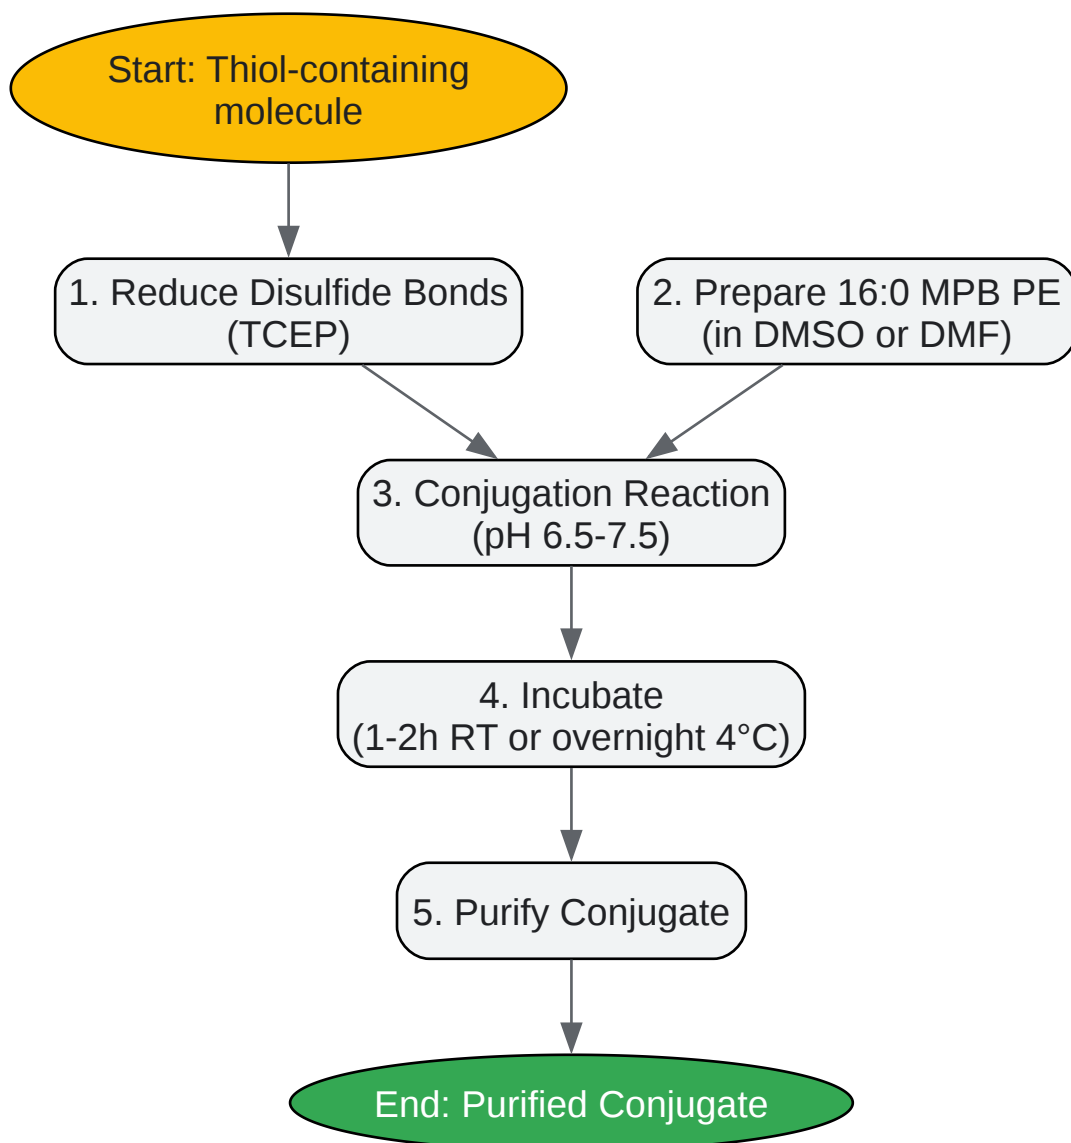 Start: Thiol-containing
molecule
1. Reduce Disulfide Bonds
(TCEP)
2. Prepare 16:0 MPB PE
(in DMSO or DMF)
3. Conjugation Reaction
(pH 6.5-7.5)
4. Incubate
(1-2h RT or overnight 4°C)
5. Purify Conjugate
End: Purified Conjugate